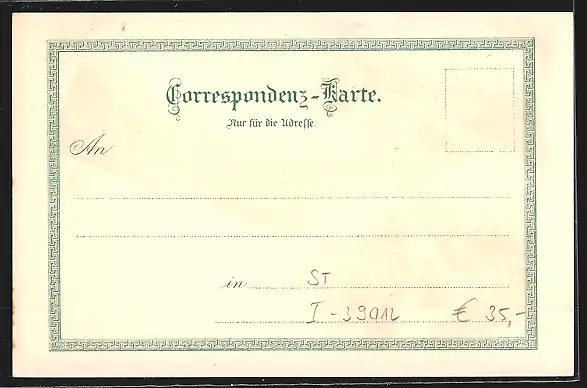 Correspondenz-Karte.
Nur für die Adresse.
An
in ST
I-39012 € 35,-